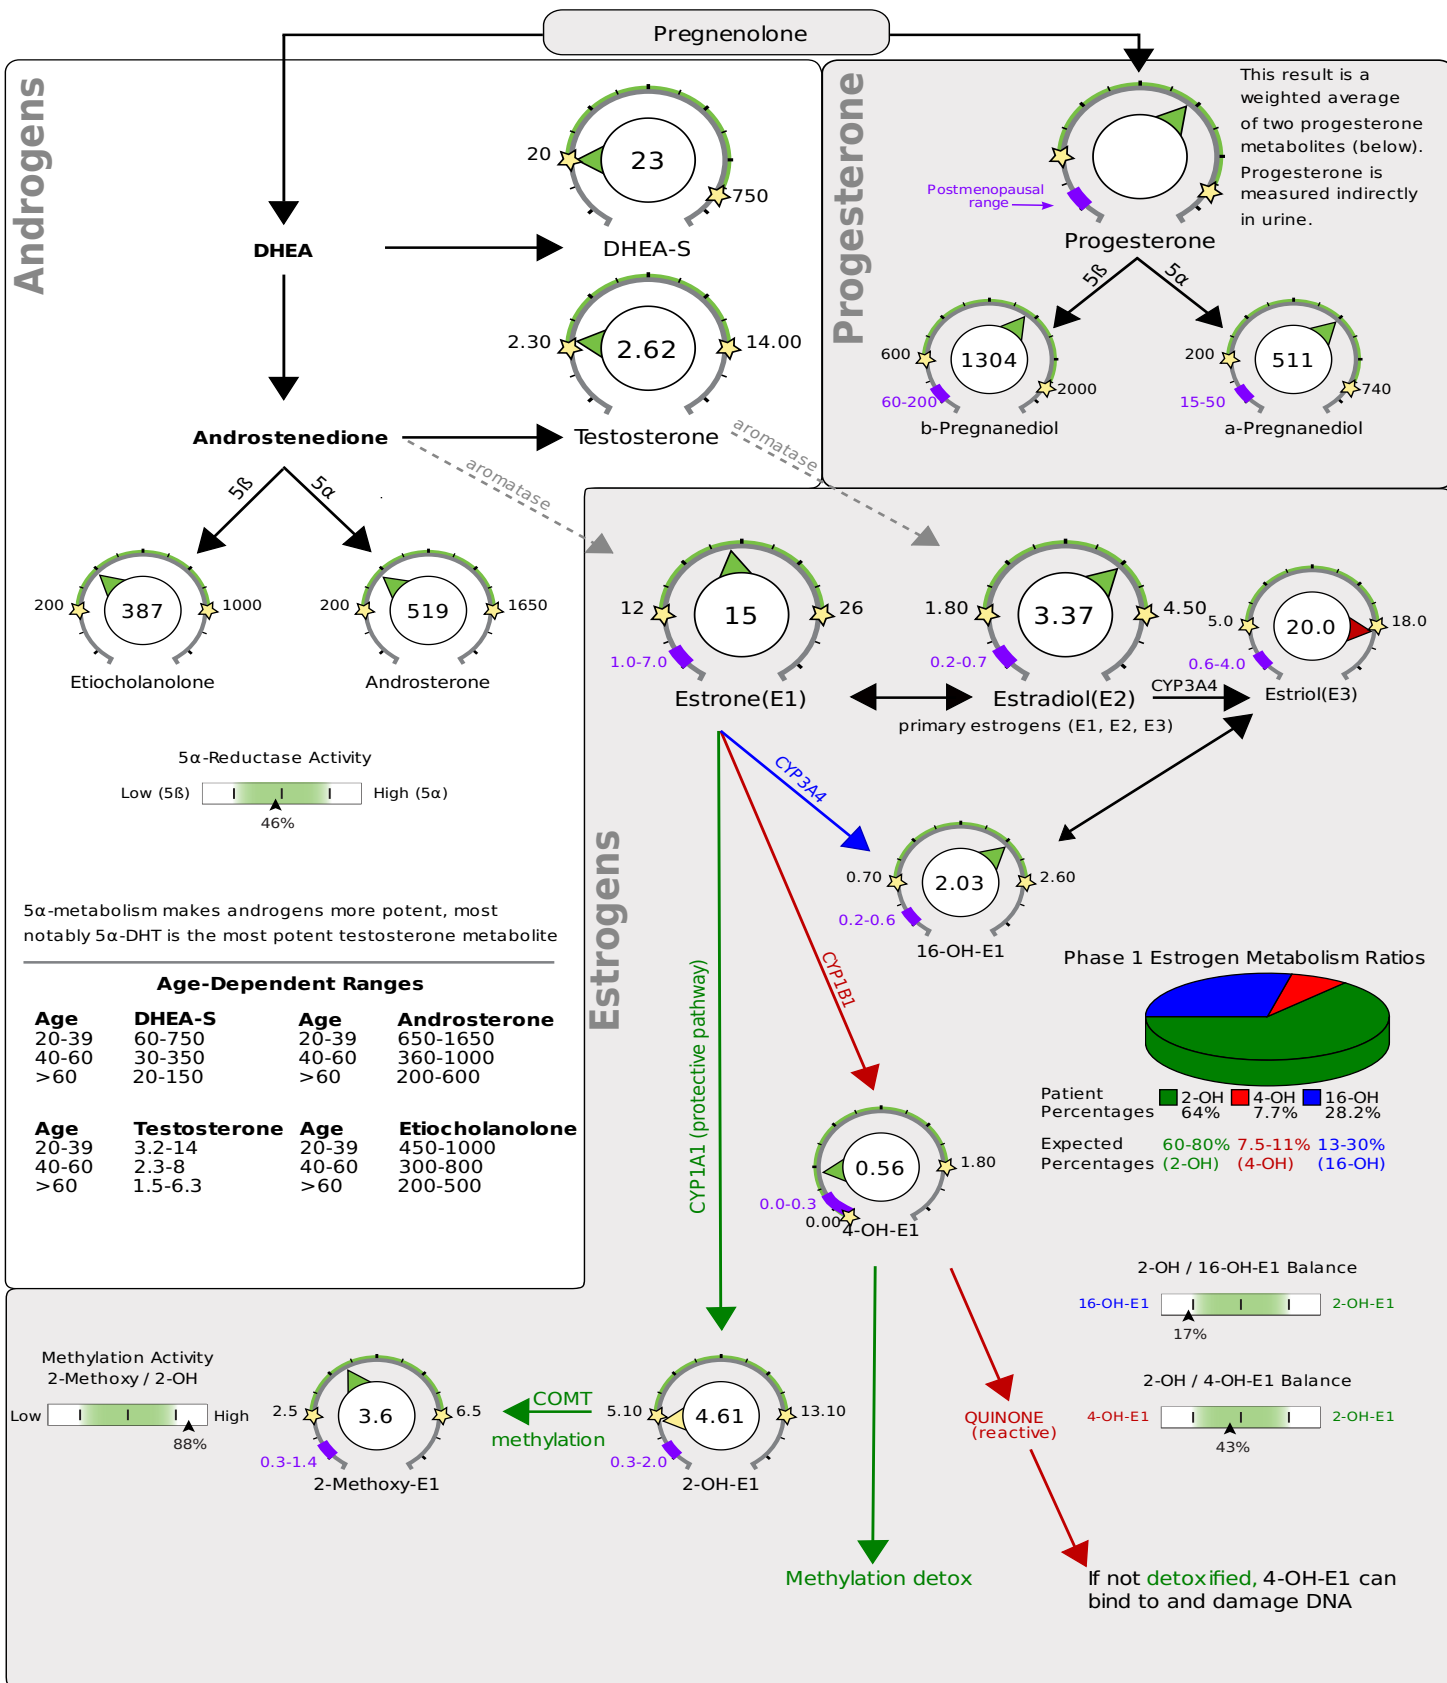 Pregnenolone
Androgens
20
23
750
DHEA-S
DHEA
2.30
2.62
14.00
Testosterone
Androstenedione
aromatase
aromatase
5ß
5α
200
387
1000
Etiocholanolone
200
519
1650
Androsterone
5α-Reductase Activity
Low (5ß)
High (5α)
46%
5α-metabolism makes androgens more potent, most
notably 5α-DHT is the most potent testosterone metabolite
Age-Dependent Ranges
Age DHEA-S Age Androsterone
20-39 60-750 20-39 650-1650
40-60 30-350 40-60 360-1000
>60 20-150 >60 200-600
Age Testosterone Age Etiocholanolone
20-39 3.2-14 20-39 450-1000
40-60 2.3-8 40-60 300-800
>60 1.5-6.3 >60 200-500
Progesterone
This result is a
weighted average
of two progesterone
metabolites (below).
Progesterone is
measured indirectly
in urine.
Postmenopausal
range
Progesterone
5ß
5α
600
1304
2000
60-200
b-Pregnanediol
200
511
740
15-50
a-Pregnanediol
Estrogens
12
15
26
1.0-7.0
Estrone(E1)
1.80
3.37
4.50
0.2-0.7
Estradiol(E2)
5.0
20.0
18.0
0.6-4.0
Estriol(E3)
CYP3A4
primary estrogens (E1, E2, E3)
CYP3A4
0.70
2.03
2.60
0.2-0.6
16-OH-E1
CYP1B1
CYP1A1 (protective pathway)
Phase 1 Estrogen Metabolism Ratios
Patient 2-OH 4-OH 16-OH
Percentages 64% 7.7% 28.2%
Expected 60-80% 7.5-11% 13-30%
Percentages (2-OH) (4-OH) (16-OH)
0.56
1.80
0.0-0.3
0.00
4-OH-E1
2-OH / 16-OH-E1 Balance
16-OH-E1
2-OH-E1
17%
2-OH / 4-OH-E1 Balance
4-OH-E1
2-OH-E1
43%
Methylation Activity
2-Methoxy / 2-OH
Low
High
88%
2.5
3.6
6.5
0.3-1.4
2-Methoxy-E1
COMT
methylation
5.10
4.61
13.10
0.3-2.0
2-OH-E1
QUINONE
(reactive)
Methylation detox
If not detoxified, 4-OH-E1 can
bind to and damage DNA